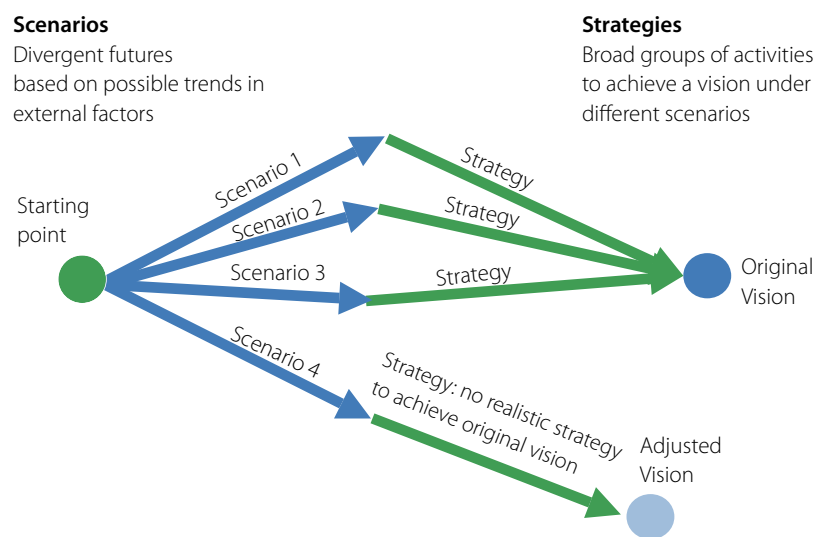 Scenarios
Divergent futures
based on possible trends in
external factors
Strategies
Broad groups of activities
to achieve a vision under
different scenarios
Starting
point
Scenario 1
Scenario 2
Scenario 3
Scenario 4
Strategy
Strategy
Strategy
Strategy: no realistic strategy
to achieve original vision
Original
Vision
Adjusted
Vision